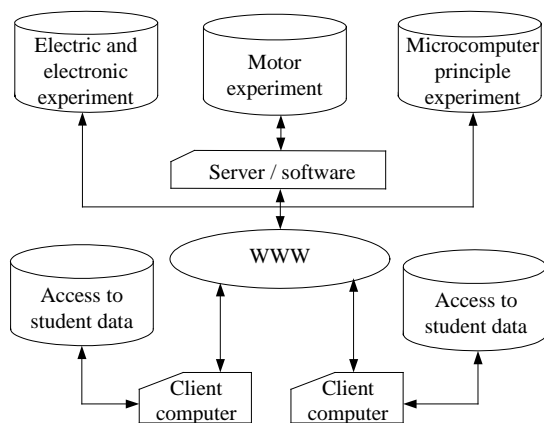 Electric and
electronic
experiment
Motor
experiment
Microcomputer
principle
experiment
Server / software
WWW
Access to
student data
Access to
student data
Client
computer
Client
computer